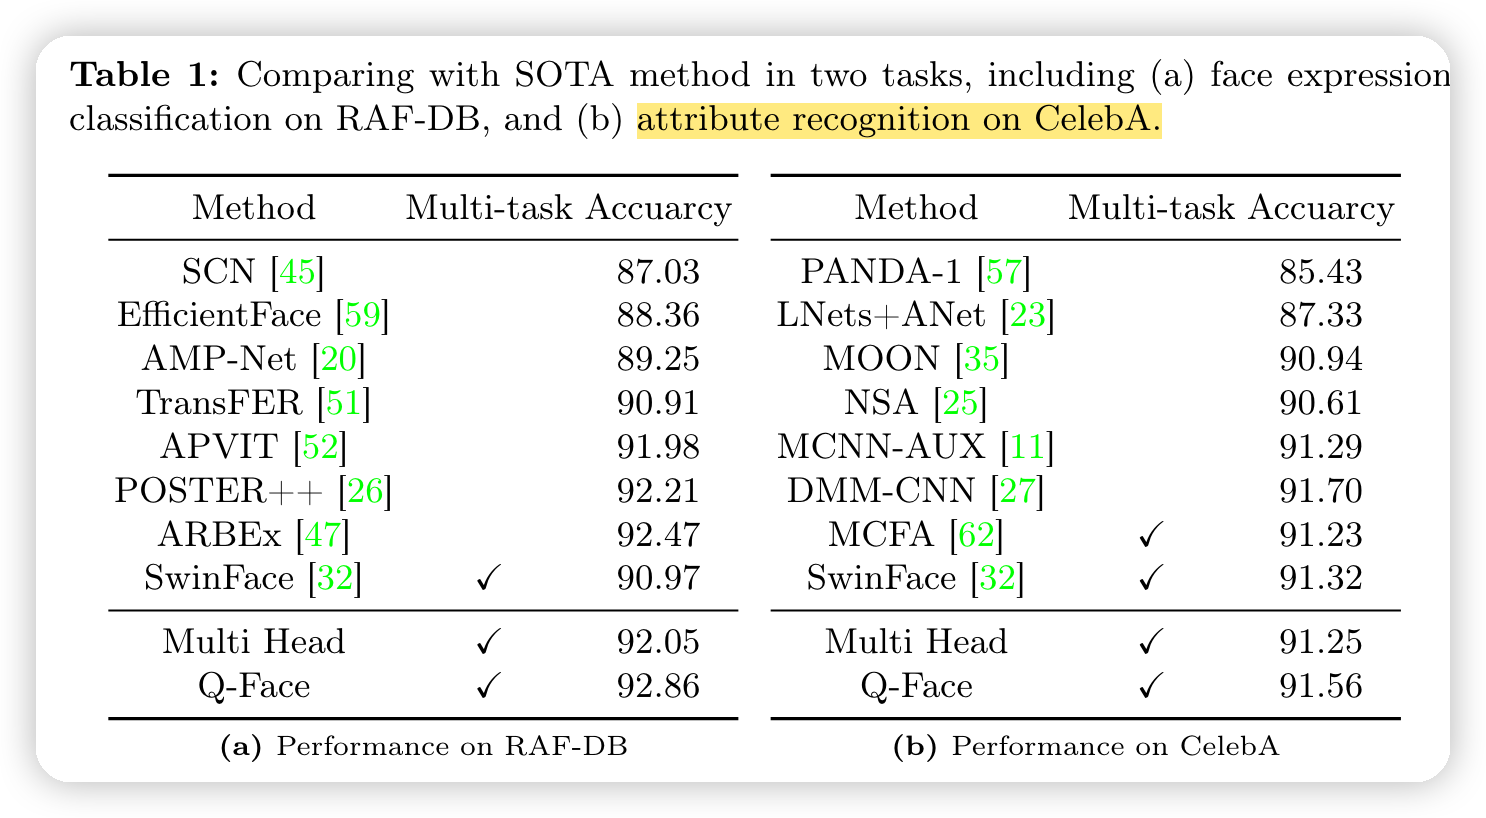 Table 1: Comparing with SOTA method in two tasks, including (a) face expression
classification on RAF-DB, and (b) attribute recognition on CelebA.
Method Multi-task Accuarcy
SCN [45] 87.03
EfficientFace [59] 88.36
AMP-Net [20] 89.25
TransFER [51] 90.91
APVIT [52] 91.98
POSTER++ [26] 92.21
ARBEx [47] 92.47
SwinFace [32] ✓ 90.97
Multi Head ✓ 92.05
Q-Face ✓ 92.86
(a) Performance on RAF-DB
Method Multi-task Accuarcy
PANDA-1 [57] 85.43
LNets+ANet [23] 87.33
MOON [35] 90.94
NSA [25] 90.61
MCNN-AUX [11] 91.29
DMM-CNN [27] 91.70
MCFA [62] ✓ 91.23
SwinFace [32] ✓ 91.32
Multi Head ✓ 91.25
Q-Face ✓ 91.56
(b) Performance on CelebA